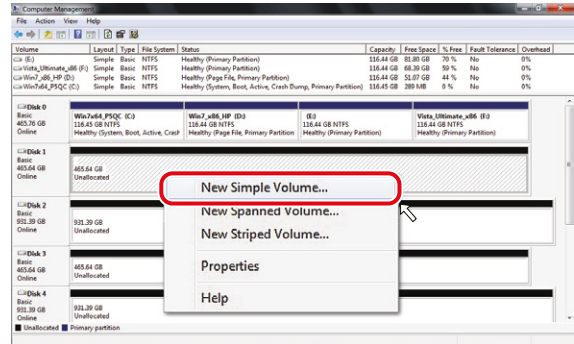 Computer Management
File Action View Help
Volume Layout Type File System Status Capacity Free Space % Free Fault Tolerance Overhead
(E:) Simple Basic NTFS Healthy (Primary Partition) 116.44 GB 81.80 GB 70 % No 0%
Vista_Ultimate_x86 (F:) Simple Basic NTFS Healthy (Primary Partition) 116.44 GB 68.39 GB 59 % No 0%
Win7_x86_HP (D:) Simple Basic NTFS Healthy (Page File, Primary Partition) 116.44 GB 51.07 GB 44 % No 0%
Win7x64_PSQC (C:) Simple Basic NTFS Healthy (System, Boot, Active, Crash Dump, Primary Partition) 116.45 GB 289 MB 0 % No 0%
Disk 0
Basic
465.76 GB
Online
Win7x64_PSQC (C:)
116.45 GB NTFS
Healthy (System, Boot, Active, Crash
Win7_x86_HP (D:)
116.44 GB NTFS
Healthy (Page File, Primary Partition
(E:)
116.44 GB NTFS
Healthy (Primary Partition)
Vista_Ultimate_x86 (F:)
116.44 GB NTFS
Healthy (Primary Partition)
Disk 1
Basic
465.64 GB
Online
465.64 GB
Unallocated
New Simple Volume...
New Spanned Volume...
New Striped Volume...
Properties
Help
Disk 2
Basic
931.39 GB
Online
931.39 GB
Unallocated
Disk 3
Basic
465.64 GB
Online
465.64 GB
Unallocated
Disk 4
Basic
931.39 GB
Online
931.39 GB
Unallocated
Unallocated Primary partition